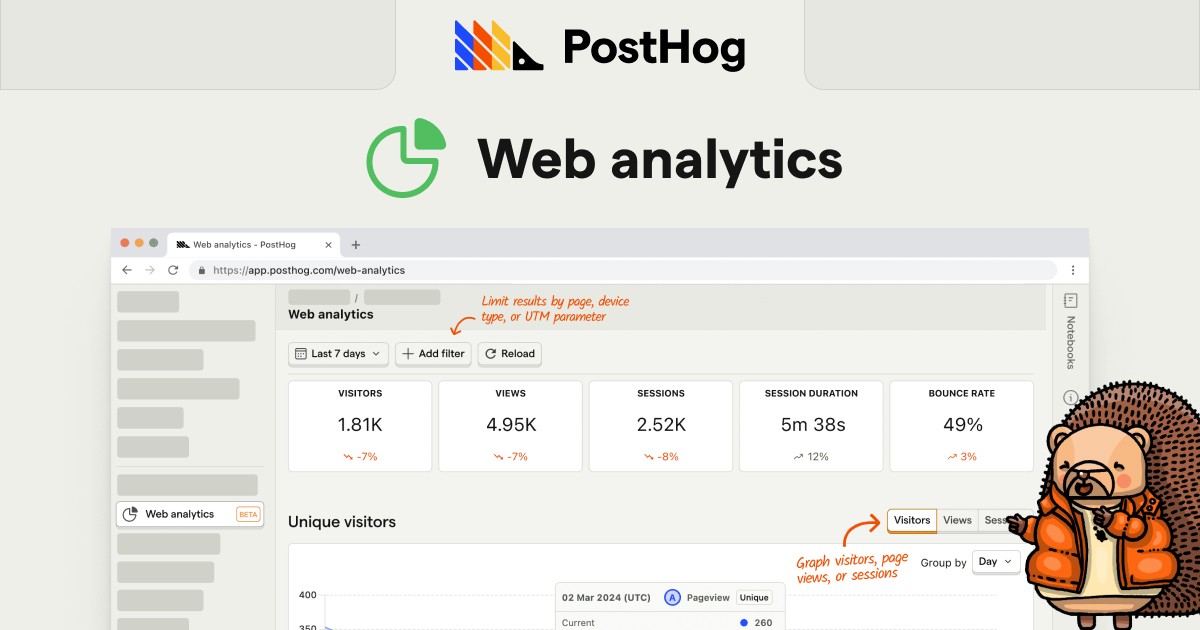 PostHog
Web analytics
Web analytics - PostHog
https://app.posthog.com/web-analytics
/
Web analytics
Limit results by page, device
type, or UTM parameter
Last 7 days
Add filter
Reload
Notebooks
VISITORS
VIEWS
SESSIONS
SESSION DURATION
BOUNCE RATE
1.81K
4.95K
2.52K
5m 38s
49%
-7%
-7%
-8%
12%
3%
Web analytics
BETA
Unique visitors
Visitors
Views
Graph visitors, page
views, or sessions
Group by
Day
400
350
02 Mar 2024 (UTC)
A
Pageview
Unique
Current
260